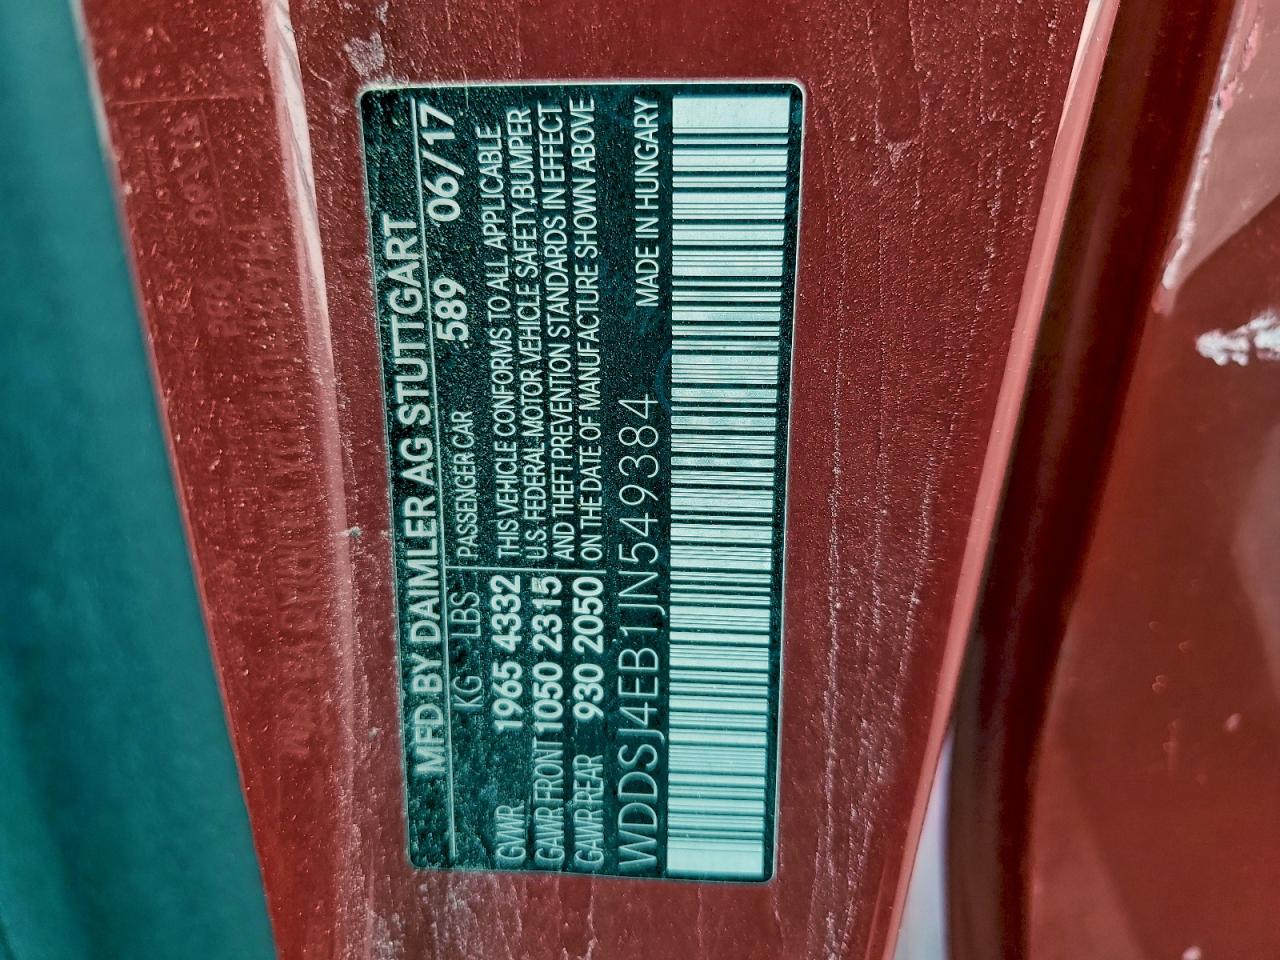 MFD BY DAIMLER AG STUTTGART
KG LBS PASSENGER CAR 589 06/17
GWR 1965 4332 THIS VEHICLE CONFORMS TO ALL APPLICABLE
GAWR FRONT 1050 2315 U.S. FEDERAL MOTOR VEHICLE SAFETY, BUMPER
GAWR REAR 930 2050 AND THEFT PREVENTION STANDARDS IN EFFECT
ON THE DATE OF MANUFACTURE SHOWN ABOVE
WDDSJ4EB1JN549384 MADE IN HUNGARY